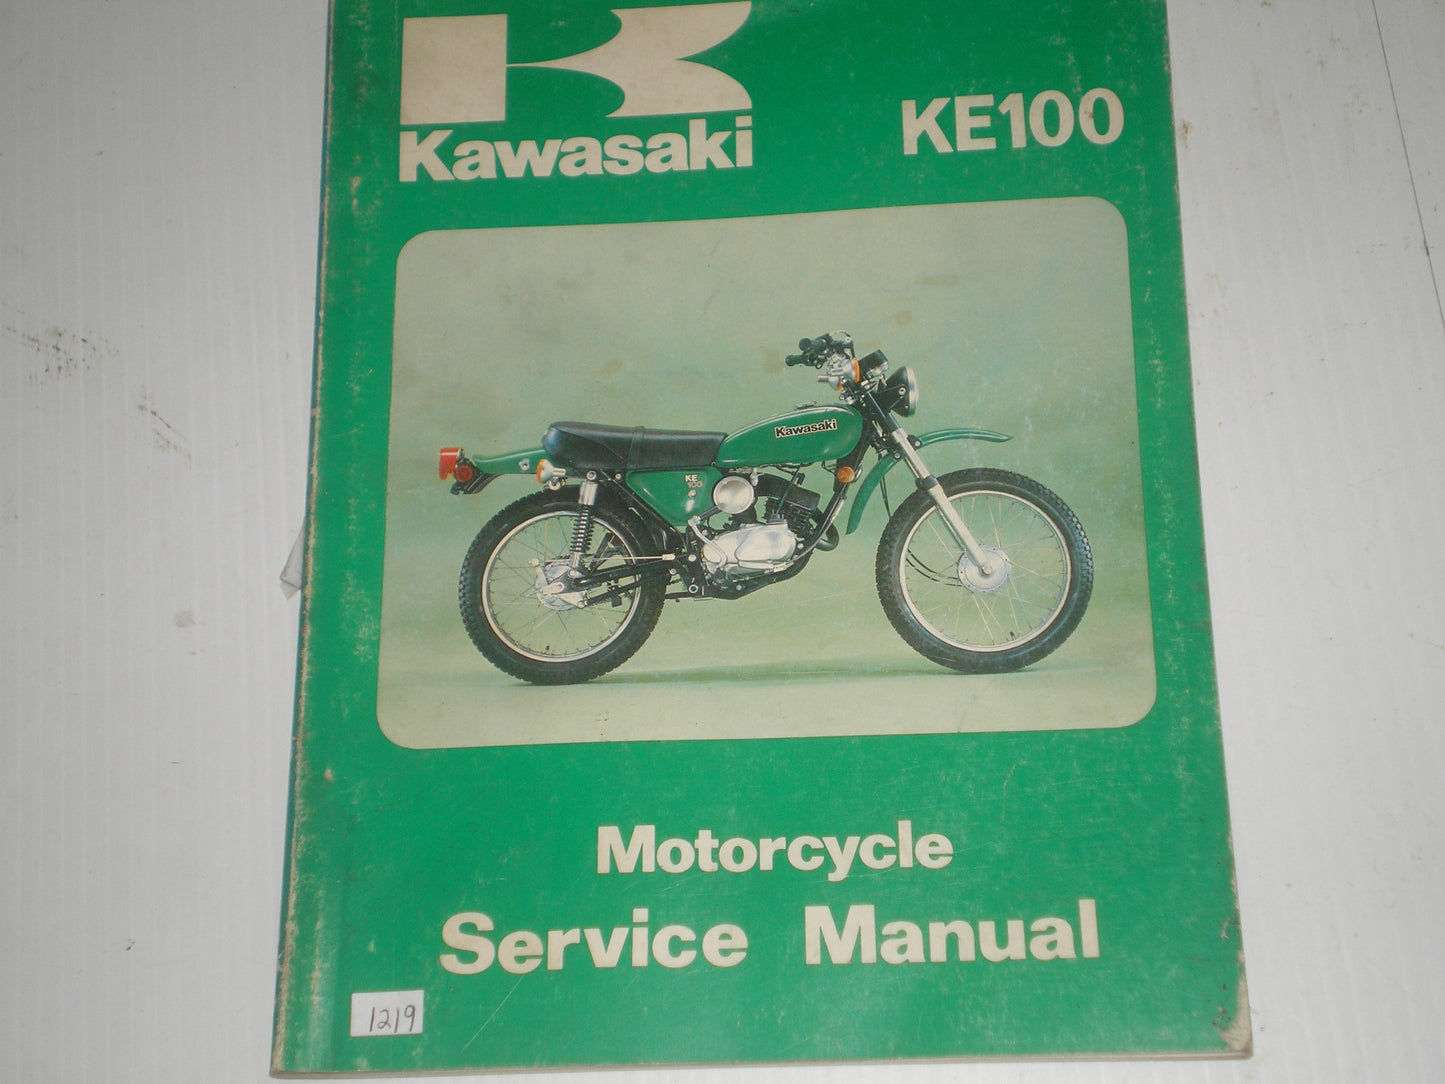 Kawasaki
KE100
Kawasaki
KE
100
Motorcycle
Service Manual
1219